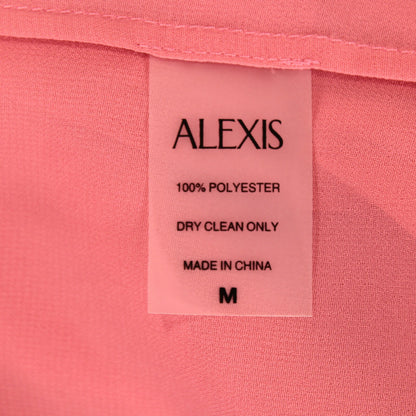 ALEXIS
100% POLYESTER
DRY CLEAN ONLY
MADE IN CHINA
M